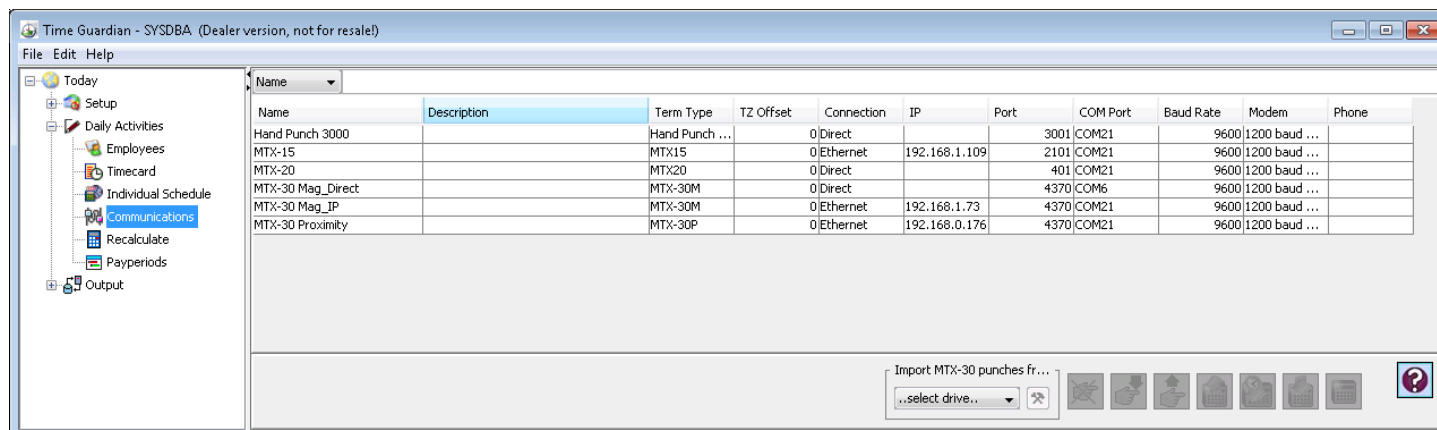 Time Guardian - SYSDBA (Dealer version, not for resale!)
File Edit Help
Today
Setup
Daily Activities
Employees
Timecard
Individual Schedule
Communications
Recalculate
Payperiods
Output
Name
Name Description Term Type TZ Offset Connection IP Port COM Port Baud Rate Modem Phone
Hand Punch 3000 Hand Punch ... 0 Direct 3001 COM21 9600 1200 baud ...
MTX-15 MTX15 0 Ethernet 192.168.1.109 2101 COM21 9600 1200 baud ...
MTX-20 MTX20 0 Direct 401 COM21 9600 1200 baud ...
MTX-30 Mag_Direct MTX-30M 0 Direct 4370 COM6 9600 1200 baud ...
MTX-30 Mag_IP MTX-30M 0 Ethernet 192.168.1.73 4370 COM21 9600 1200 baud ...
MTX-30 Proximity MTX-30P 0 Ethernet 192.168.0.176 4370 COM21 9600 1200 baud ...
Import MTX-30 punches fr...
..select drive..
?